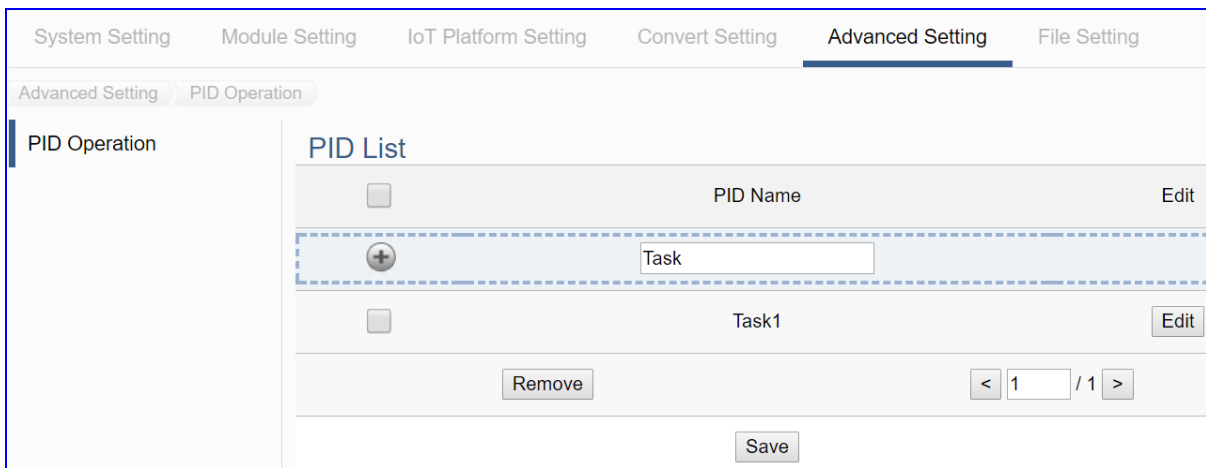 System Setting Module Setting IoT Platform Setting Convert Setting Advanced Setting File Setting
Advanced Setting PID Operation
PID Operation
PID List
PID Name Edit
Task
Task1 Edit
Remove < 1 / 1 >
Save